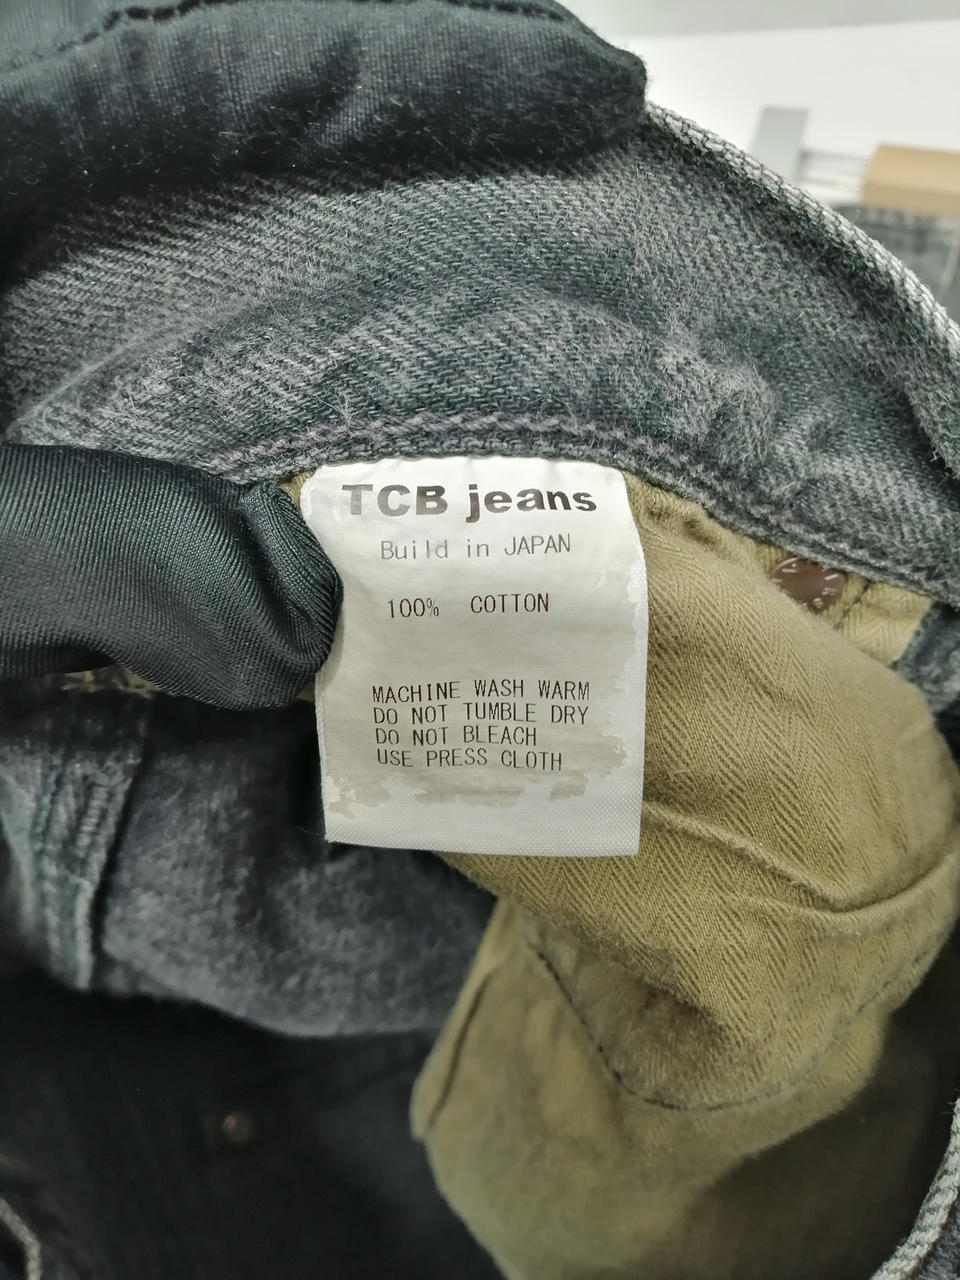 TCB jeans
Build in JAPAN
100% COTTON
MACHINE WASH WARM
DO NOT TUMBLE DRY
DO NOT BLEACH
USE PRESS CLOTH